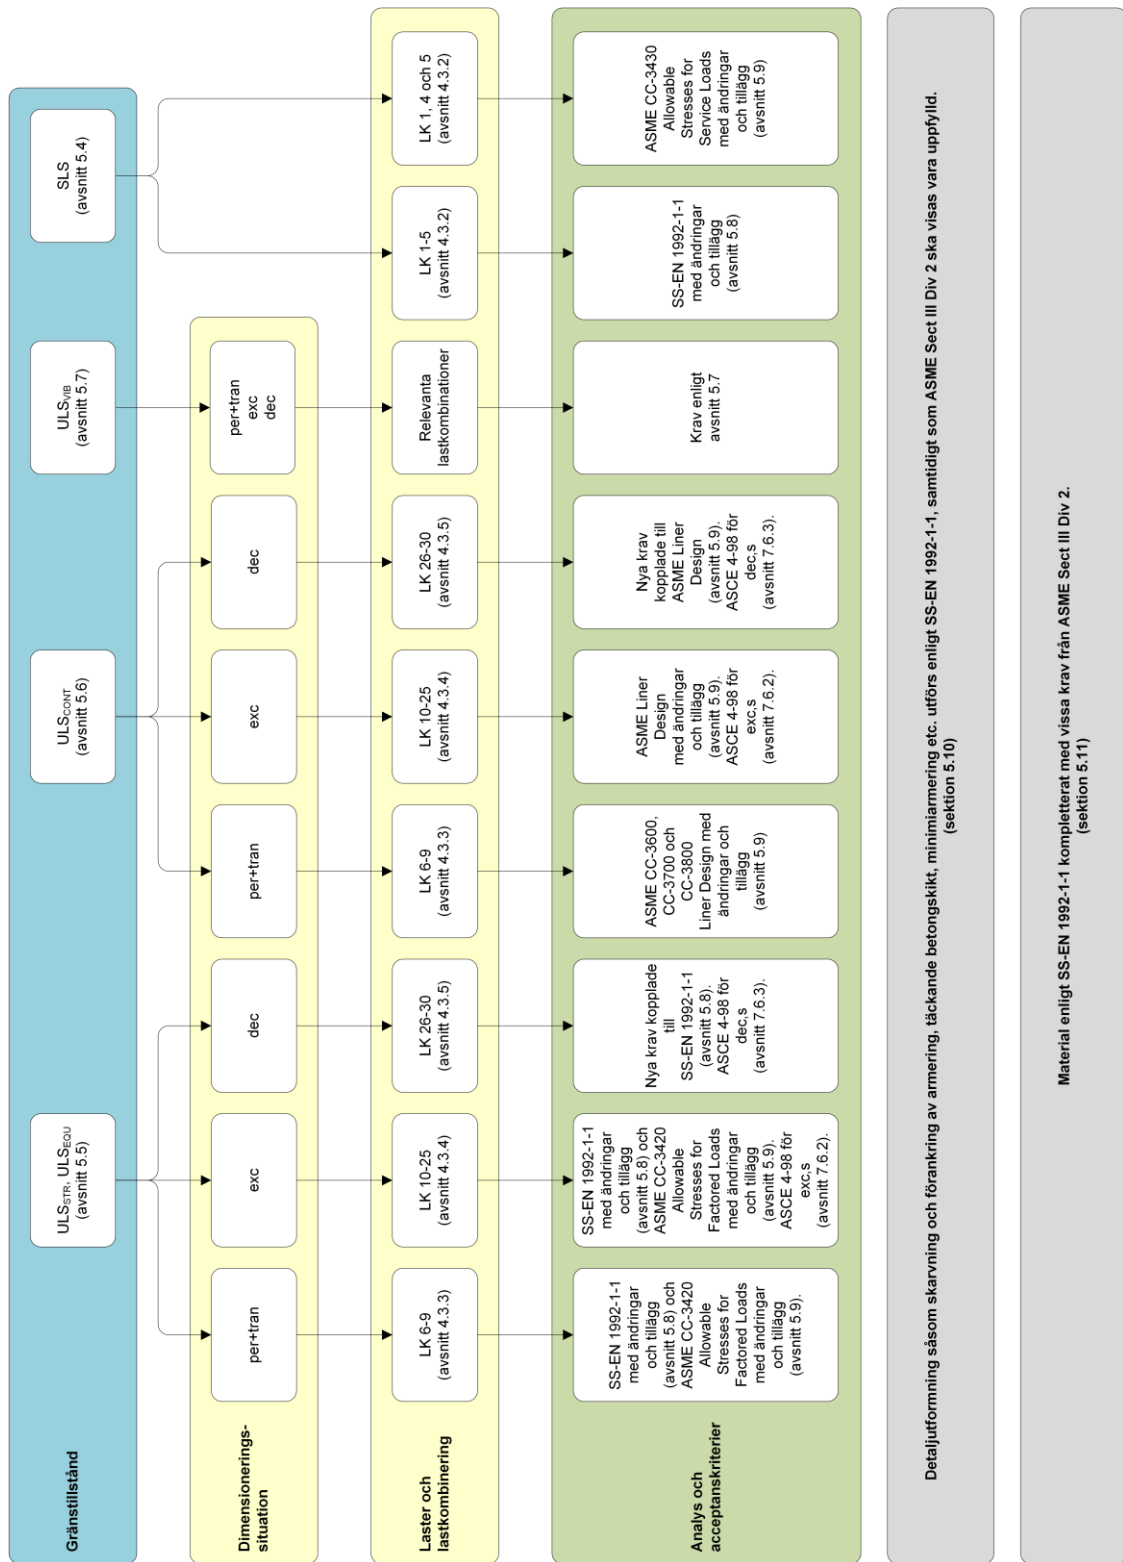 Gränstillstånd
ULSSTR, ULSEQU
(avsnitt 5.5)
ULSCONT
(avsnitt 5.6)
ULSVIB
(avsnitt 5.7)
SLS
(avsnitt 5.4)
Dimensionerings-
situation
per+tran
exc
dec
per+tran
exc
dec
per+tran
exc
dec
Laster och
lastkombinering
LK 6-9
(avsnitt 4.3.3)
LK 10-25
(avsnitt 4.3.4)
LK 26-30
(avsnitt 4.3.5)
LK 6-9
(avsnitt 4.3.3)
LK 10-25
(avsnitt 4.3.4)
LK 26-30
(avsnitt 4.3.5)
Relevanta
lastkombinationer
LK 1-5
(avsnitt 4.3.2)
LK 1, 4 och 5
(avsnitt 4.3.2)
Analys och
acceptanskriterier
SS-EN 1992-1-1
med ändringar
och tillägg
(avsnitt 5.8) och
ASME CC-3420
Allowable
Stresses for
Factored Loads
med ändringar
och tillägg
(avsnitt 5.9).
SS-EN 1992-1-1
med ändringar
och tillägg
(avsnitt 5.8) och
ASME CC-3420
Allowable
Stresses for
Factored Loads
med ändringar
och tillägg
(avsnitt 5.9).
ASCE 4-98 för
exc,s
(avsnitt 7.6.2).
Nya krav kopplade
till
SS-EN 1992-1-1
(avsnitt 5.8).
ASCE 4-98 för
dec,s
(avsnitt 7.6.3).
ASME CC-3600,
CC-3700 och
CC-3800
Liner Design med
ändringar och
tillägg
(avsnitt 5.9)
ASME Liner
Design
med ändringar
och tillägg
(avsnitt 5.9).
ASCE 4-98 för
exc,s
(avsnitt 7.6.2).
Nya krav
kopplade till
ASME Liner
Design
(avsnitt 5.9).
ASCE 4-98 för
dec,s
(avsnitt 7.6.3).
Krav enligt
avsnitt 5.7
SS-EN 1992-1-1
med ändringar
och tillägg
(avsnitt 5.8)
ASME CC-3430
Allowable
Stresses for
Service Loads
med ändringar
och tillägg
(avsnitt 5.9)
Detaljutformning såsom skarvning och förankring av armering, täckande betongskikt, minimiarmering etc. utförs enligt SS-EN 1992-1-1, samtidigt som ASME Sect III Div 2 ska visas vara uppfylld.
(sektion 5.10)
Material enligt SS-EN 1992-1-1 kompletterat med vissa krav från ASME Sect III Div 2.
(sektion 5.11)